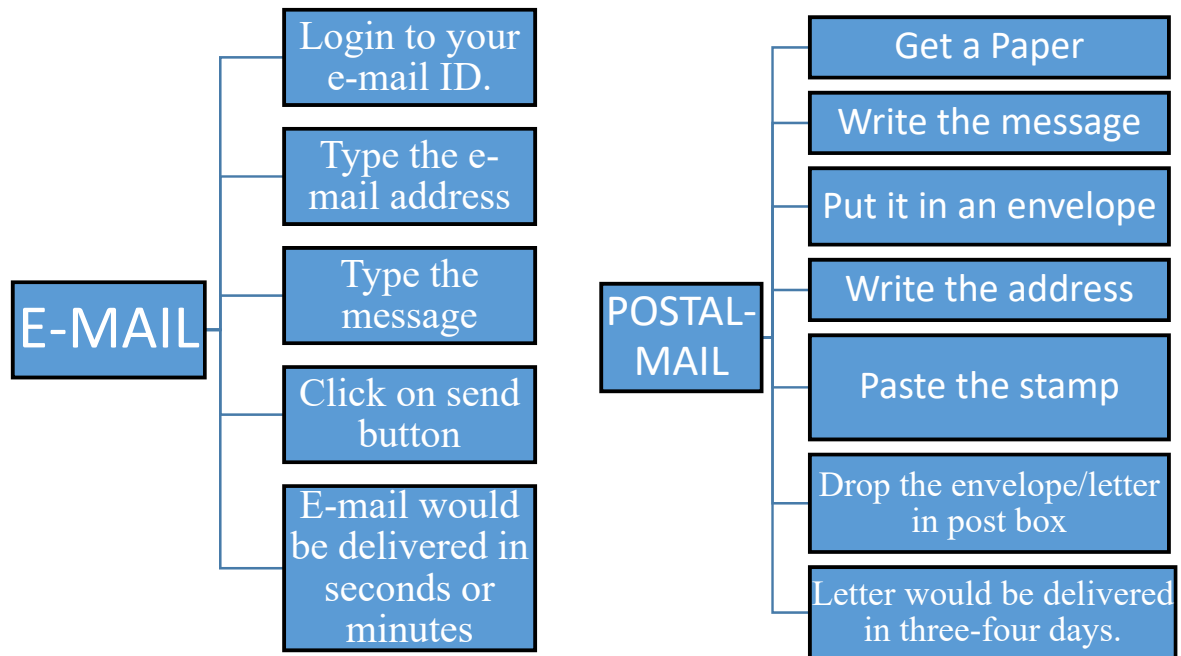 E-MAIL
Login to your
e-mail ID.
Type the e-
mail address
Type the
message
Click on send
button
E-mail would
be delivered in
seconds or
minutes
POSTAL-
MAIL
Get a Paper
Write the message
Put it in an envelope
Write the address
Paste the stamp
Drop the envelope/letter
in post box
Letter would be delivered
in three-four days.